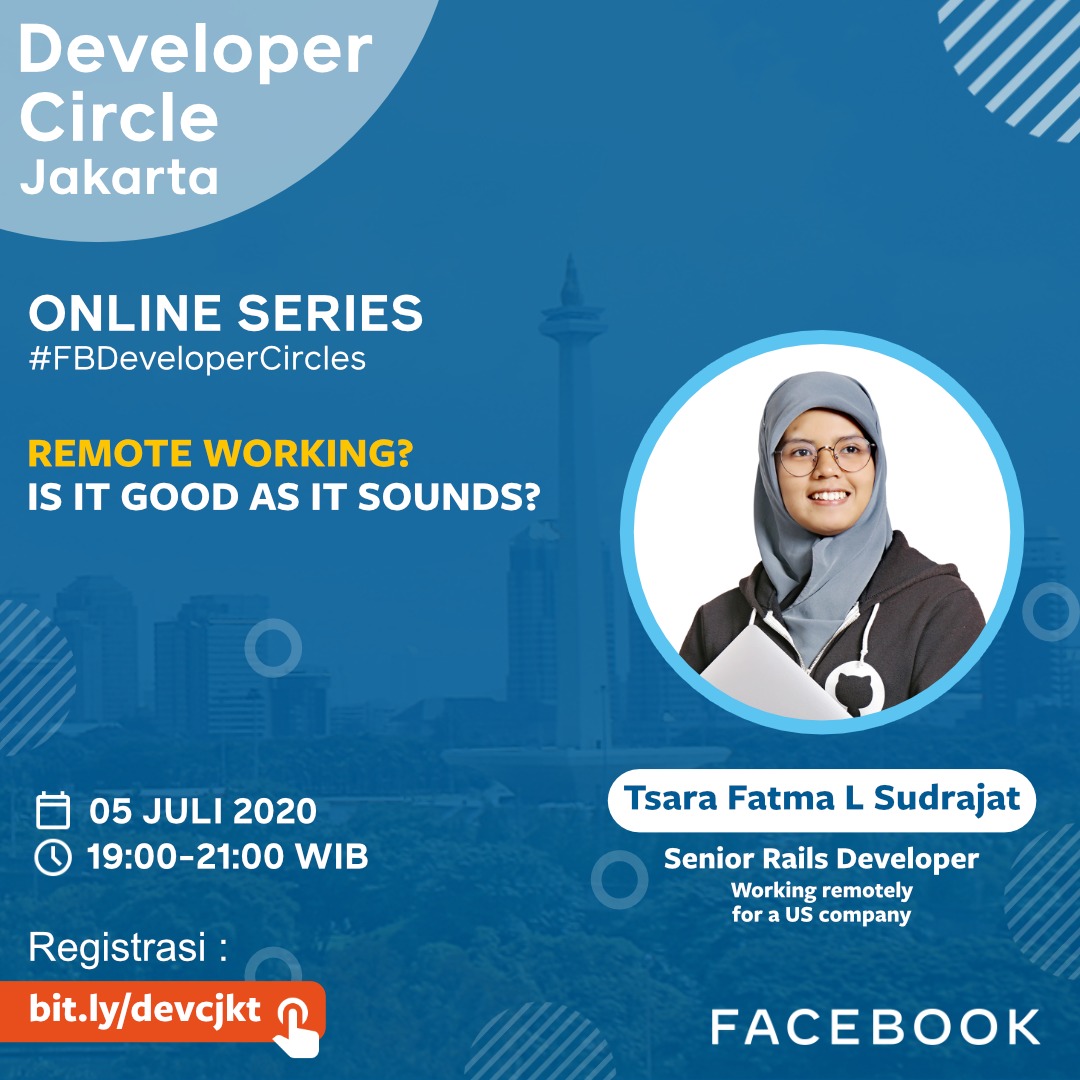 Developer
Circle
Jakarta
ONLINE SERIES
#FBDeveloperCircles
REMOTE WORKING?
IS IT GOOD AS IT SOUNDS?
05 JULI 2020
19:00-21:00 WIB
Registrasi :
bit.ly/devcjkt
Tsara Fatma L Sudrajat
Senior Rails Developer
Working remotely
for a US company
FACEBOOK